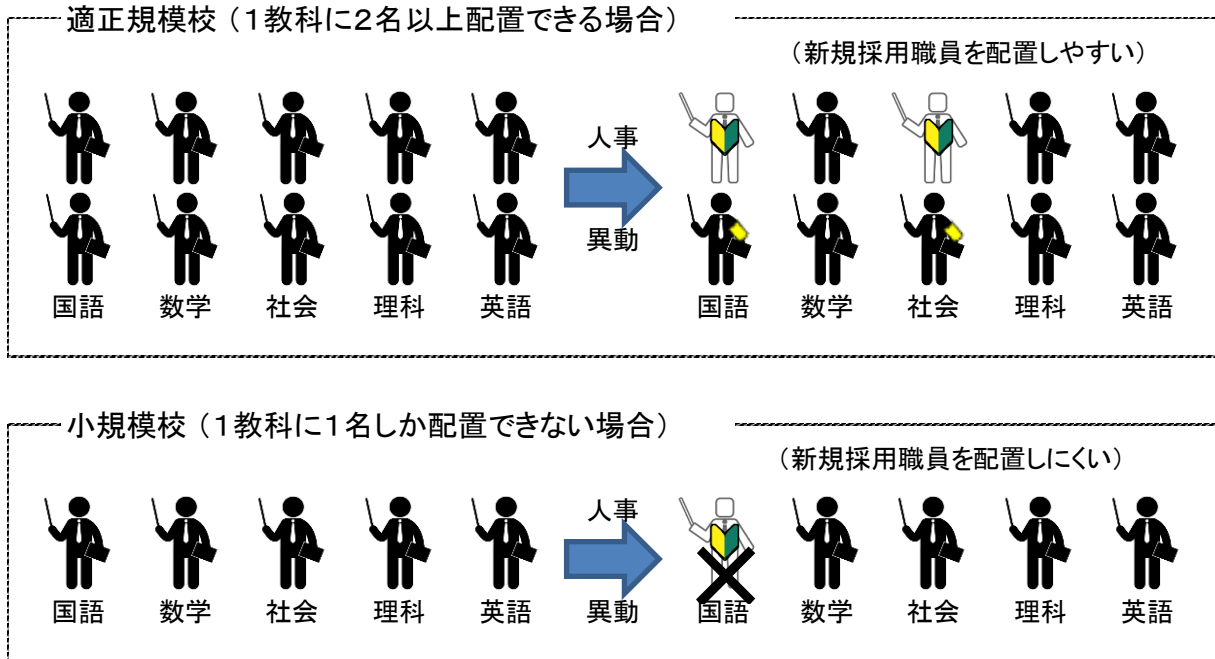 適正規模校（１教科に２名以上配置できる場合）
（新規採用職員を配置しやすい）
人事
異動
国語 数学 社会 理科 英語
国語 数学 社会 理科 英語
小規模校（１教科に１名しか配置できない場合）
（新規採用職員を配置しにくい）
人事
異動
国語 数学 社会 理科 英語
国語 数学 社会 理科 英語